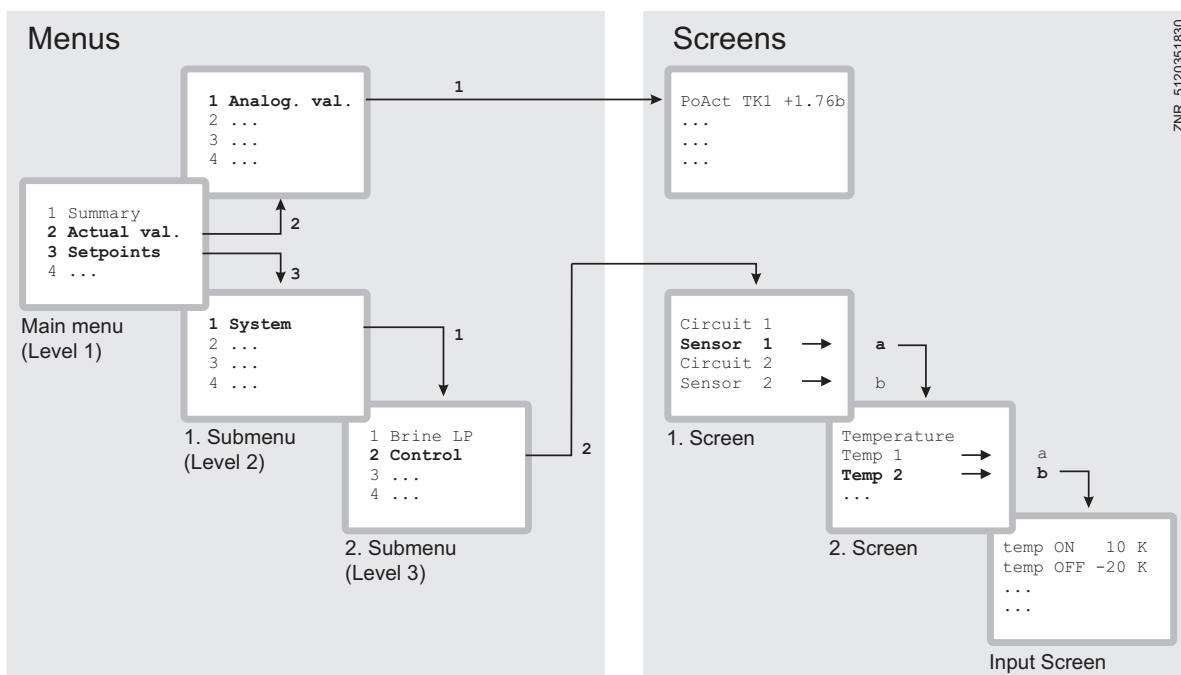 Menus
1 Analog. val.
2 ...
3 ...
4 ...
1 Summary
2 Actual val.
3 Setpoints
4 ...
Main menu
(Level 1)
2
3
1 System
2 ...
3 ...
4 ...
1. Submenu
(Level 2)
1
1 Brine LP
2 Control
3 ...
4 ...
2. Submenu
(Level 3)
2
1
Screens
PoAct TK1 +1.76b
...
...
...
Circuit 1
Sensor 1 → a
Circuit 2
Sensor 2 → b
1. Screen
Temperature
Temp 1 → a
Temp 2 → b
...
2. Screen
temp ON 10 K
temp OFF -20 K
...
...
Input Screen
ZNR. 5120351830